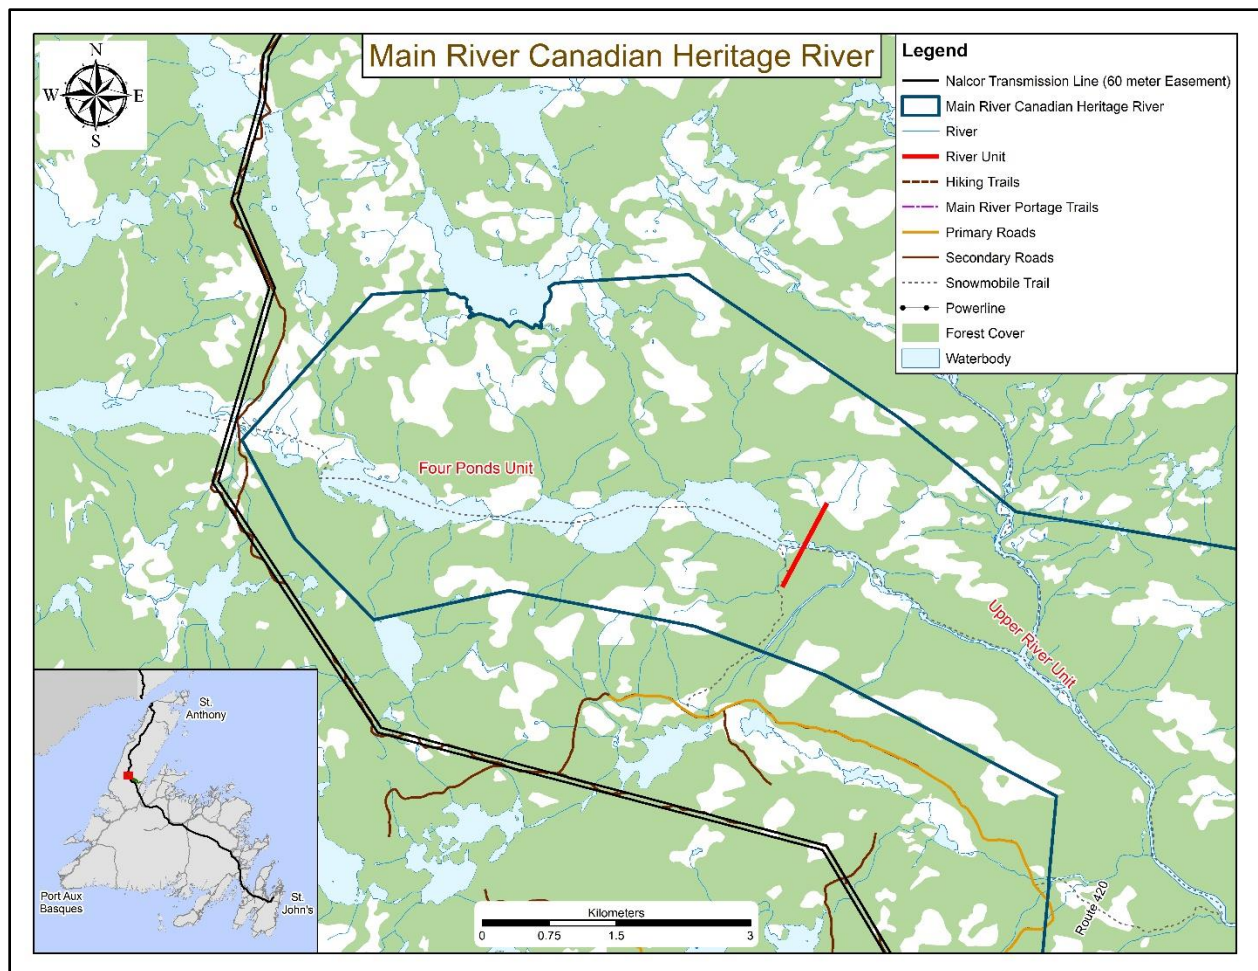 Main River Canadian Heritage River
N
W
E
S
Legend
Nalcor Transmission Line (60 meter Easement)
Main River Canadian Heritage River
River
River Unit
Hiking Trails
Main River Portage Trails
Primary Roads
Secondary Roads
Snowmobile Trail
Powerline
Forest Cover
Waterbody
Four Ponds Unit
Upper River Unit
St.
Anthony
Port Aux
Basques
St.
John's
Route 420
Kilometers
0
0.75
1.5
3